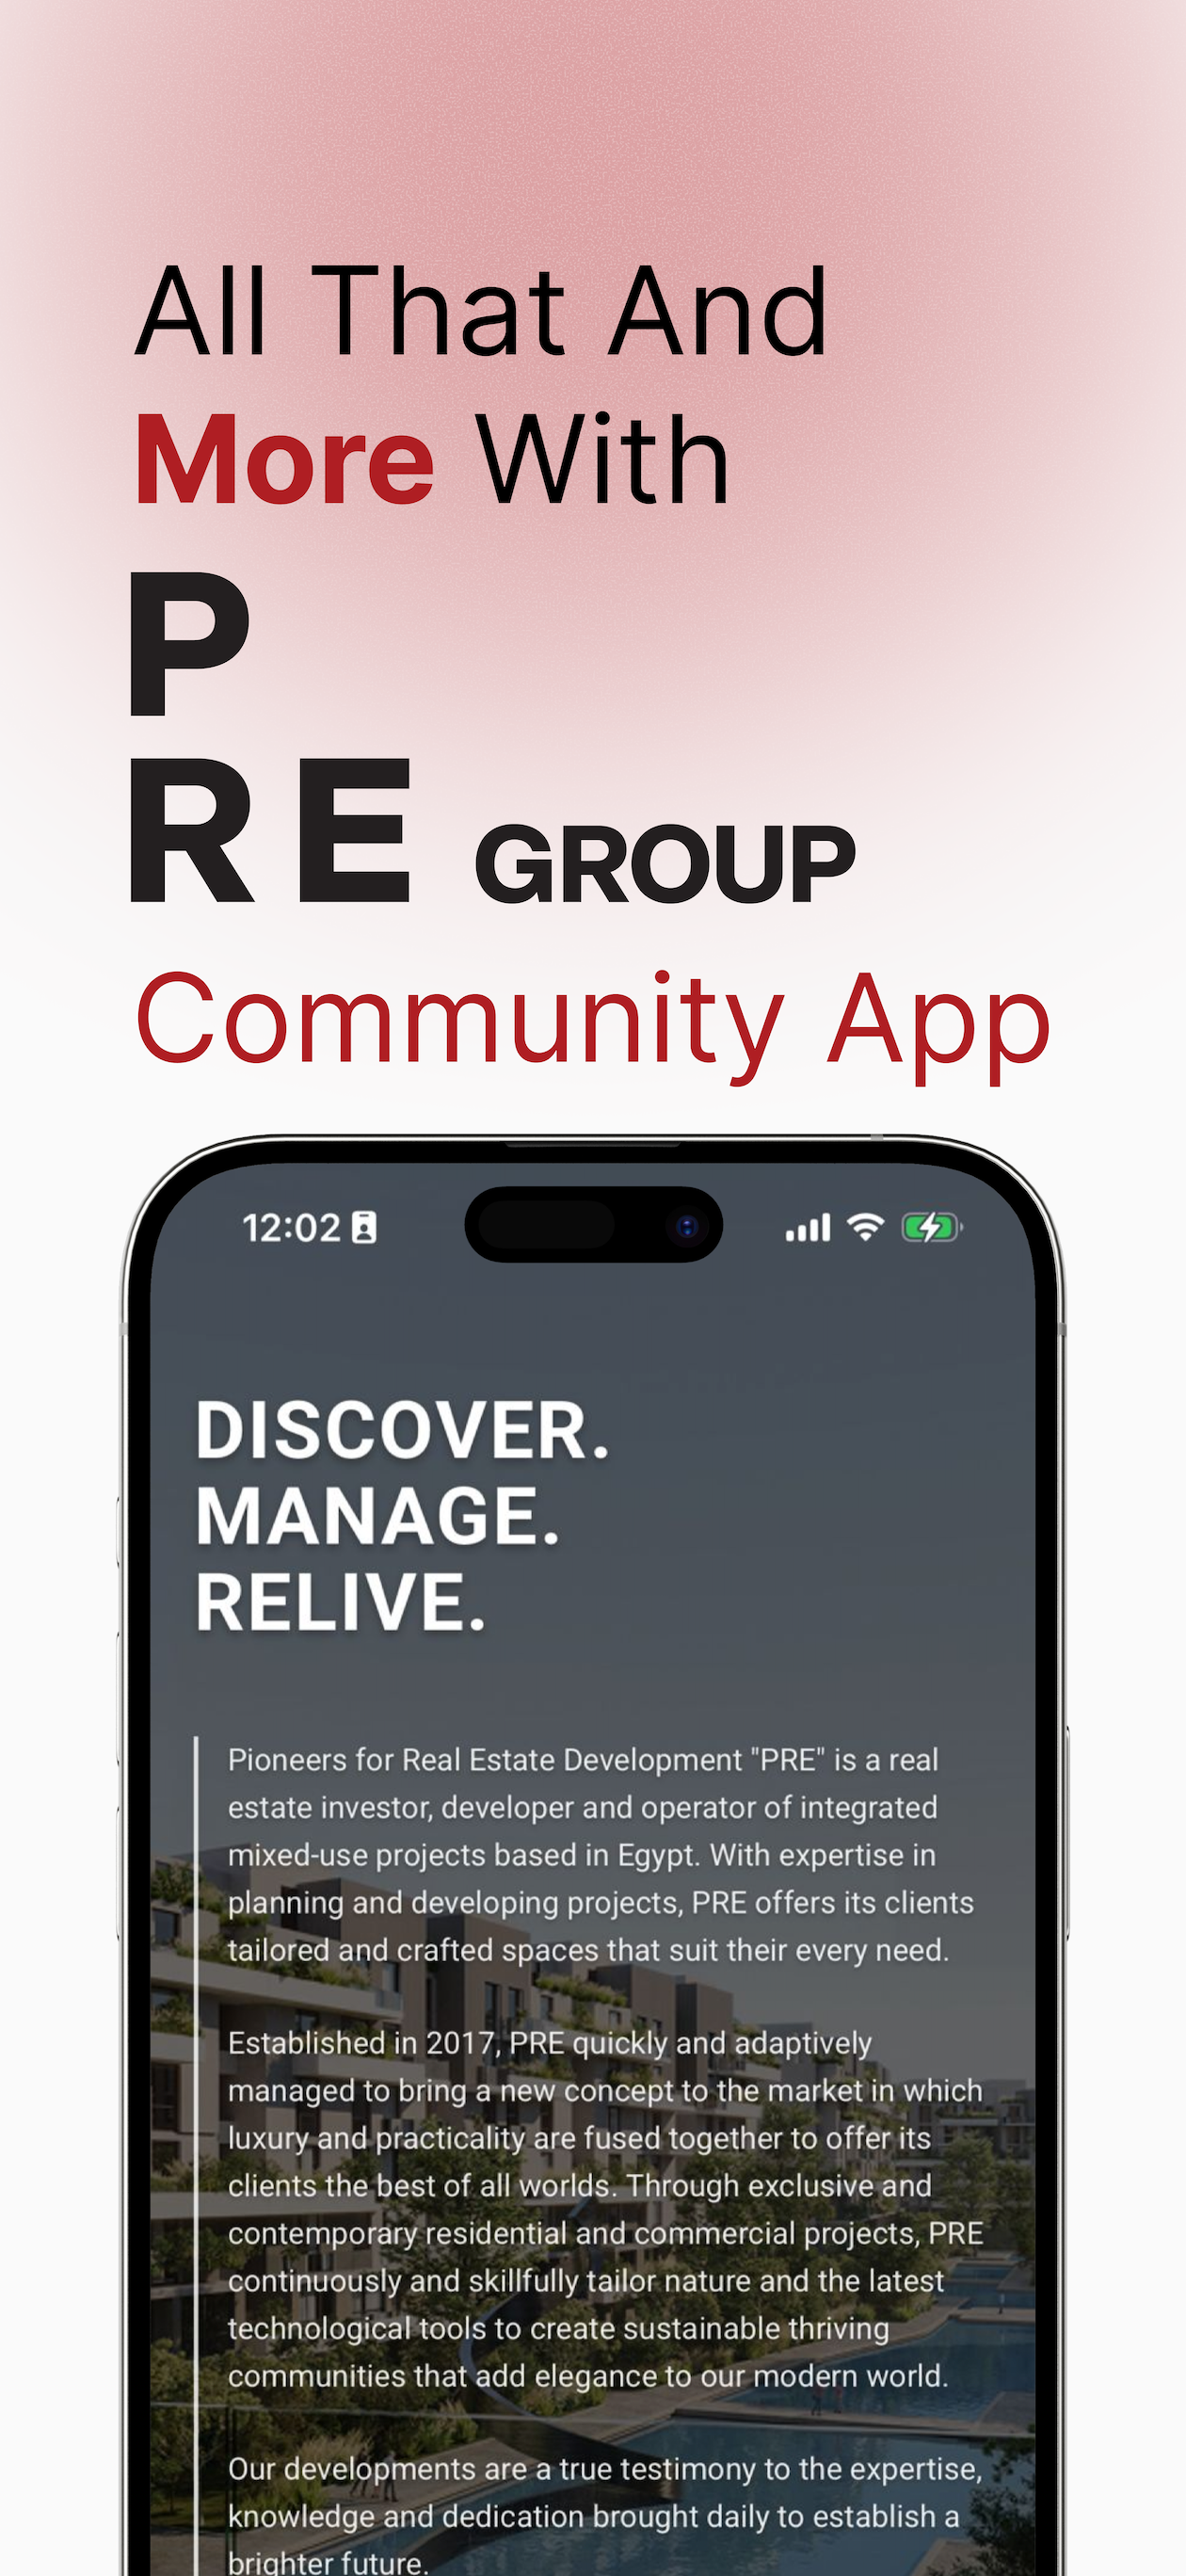 All That And
More With
P
RE GROUP
Community App
12:02
DISCOVER.
MANAGE.
RELIVE.
Pioneers for Real Estate Development "PRE" is a real
estate investor, developer and operator of integrated
mixed-use projects based in Egypt. With expertise in
planning and developing projects, PRE offers its clients
tailored and crafted spaces that suit their every need.
Established in 2017, PRE quickly and adaptively
managed to bring a new concept to the market in which
luxury and practicality are fused together to offer its
clients the best of all worlds. Through exclusive and
contemporary residential and commercial projects, PRE
continuously and skillfully tailor nature and the latest
technological tools to create sustainable thriving
communities that add elegance to our modern world.
Our developments are a true testimony to the expertise,
knowledge and dedication brought daily to establish a
brighter future.